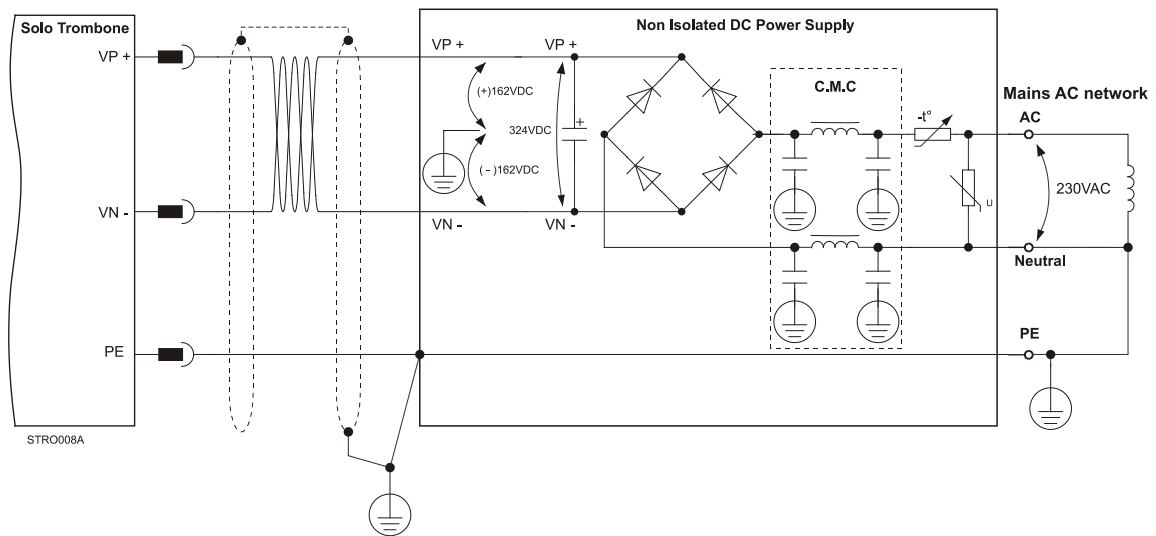 Solo Trombone
Non Isolated DC Power Supply
VP +
VP +
VP +
(+)162VDC
324VDC
+
(-)162VDC
VN -
VN -
VN -
C.M.C
-t°
U
Mains AC network
AC
230VAC
Neutral
PE
PE
STRO008A